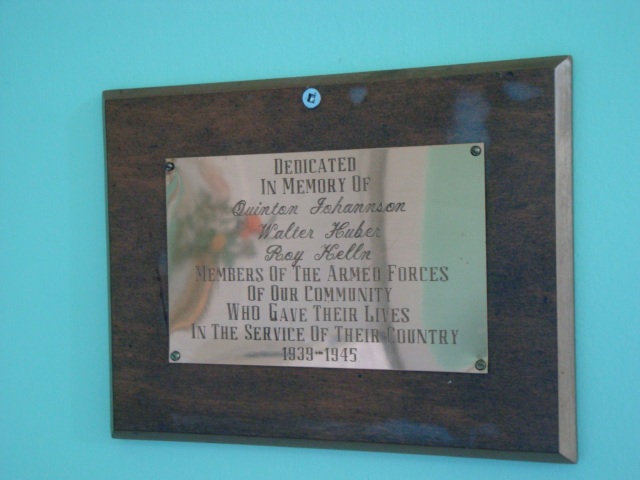 DEDICATED
IN MEMORY OF
Quinton Johannson
Walter Huber
Roy Kelln
MEMBERS OF THE ARMED FORCES
OF OUR COMMUNITY
WHO GAVE THEIR LIVES
IN THE SERVICE OF THEIR COUNTRY
1939-1945